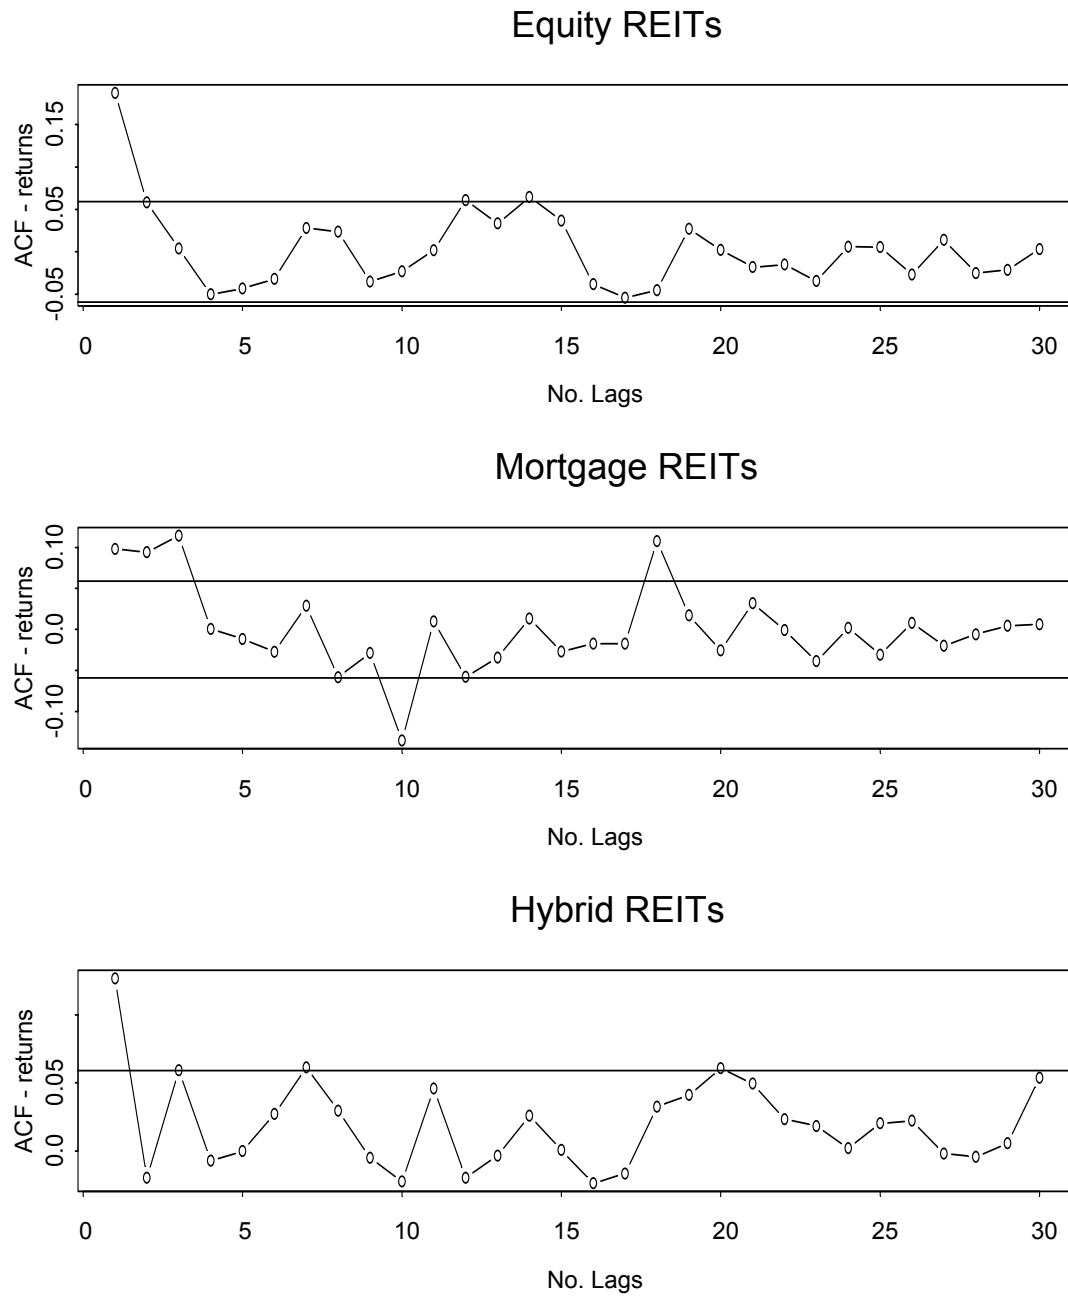 Equity REITs
ACF - returns
0.15
0.05
-0.05
0 5 10 15 20 25 30
No. Lags
Mortgage REITs
ACF - returns
0.10
0.0
-0.10
0 5 10 15 20 25 30
No. Lags
Hybrid REITs
ACF - returns
0.05
0.0
0 5 10 15 20 25 30
No. Lags